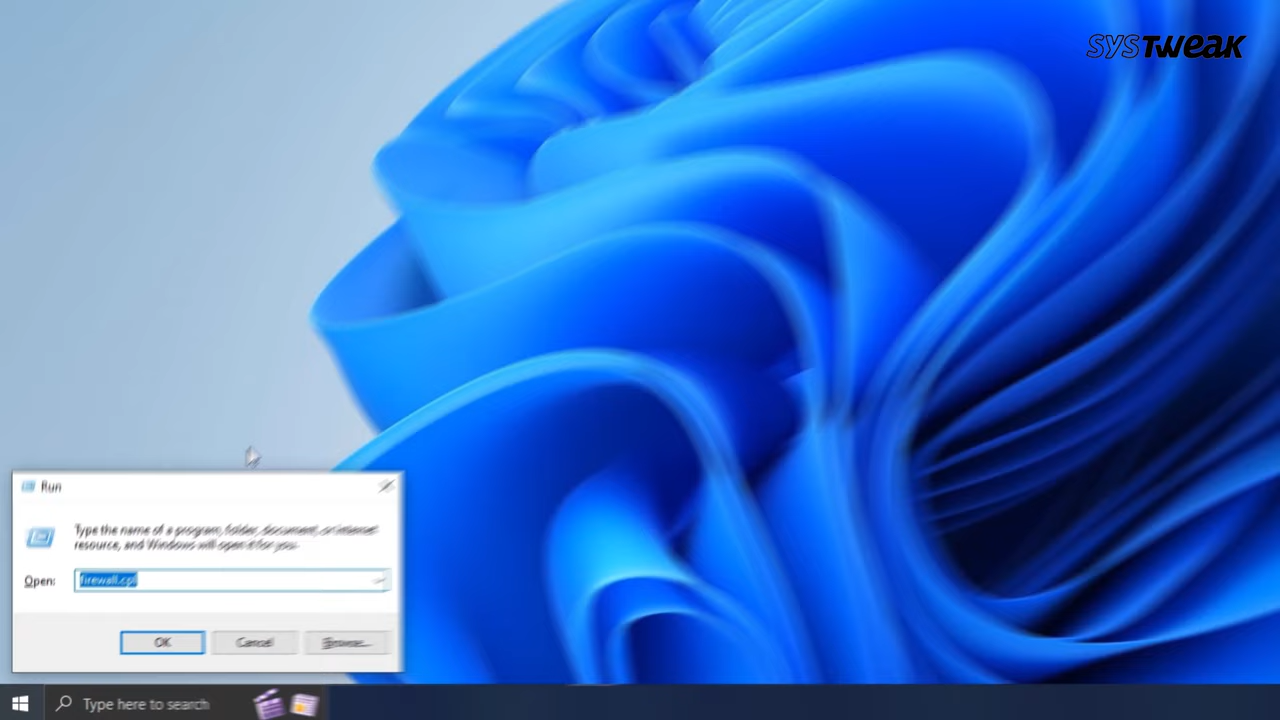 SYSTWEAK
Run
Type the name of a program, folder, document, or Internet
resource, and Windows will open it for you.
Open:
firewall.cpl
OK
Cancel
Browse...
Type here to search